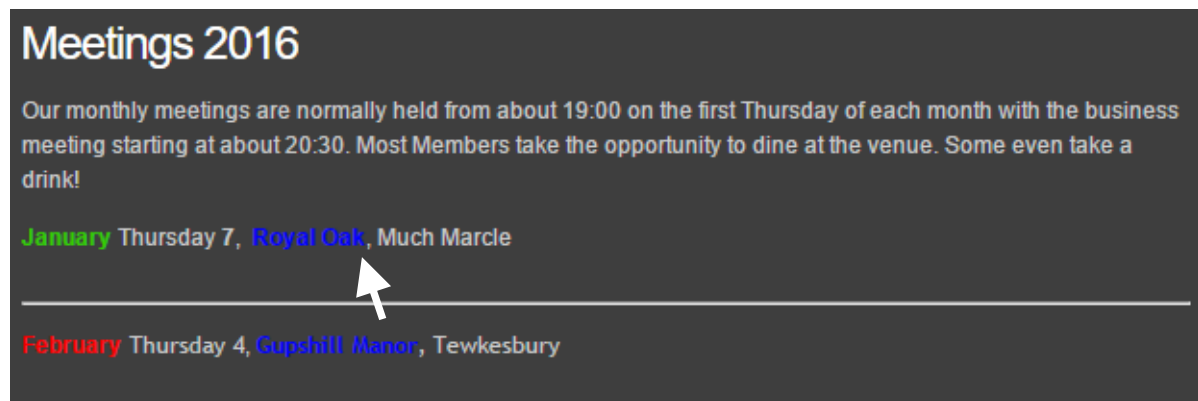 Meetings 2016
Our monthly meetings are normally held from about 19:00 on the first Thursday of each month with the business
meeting starting at about 20:30. Most Members take the opportunity to dine at the venue. Some even take a
drink!
January Thursday 7, Royal Oak, Much Marcle
February Thursday 4, Gupshill Manor, Tewkesbury